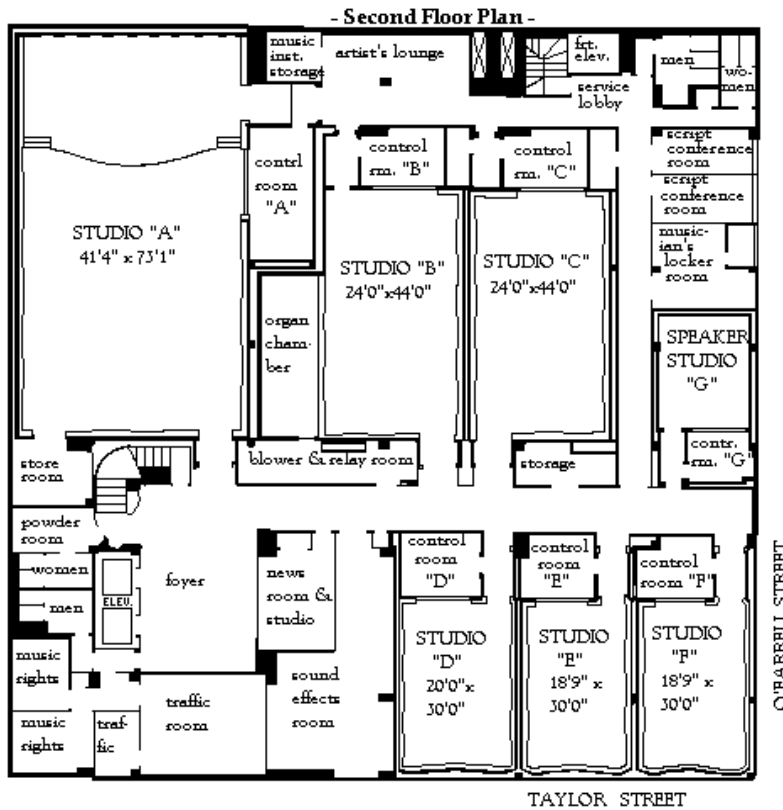 - Second Floor Plan -
music
inst.
storage
artist's lounge
frt.
elev.
service
lobby
men
wo-
men
contrl
room
"A"
control
rm. "B"
control
rm. "C"
script
conference
room
script
conference
room
music-
ian's
locker
room
STUDIO "A"
41'4" x 73'1"
STUDIO "B"
24'0"x44'0"
STUDIO "C"
24'0"x44'0"
organ
cham-
ber
SPEAKER
STUDIO
"G"
contr.
rm. "G"
store
room
blower & relay room
storage
powder
room
women
men
ELEV.
foyer
news
room &
studio
control
room
"D"
control
room
"E"
control
room "F"
STUDIO
"D"
20'0"x
30'0"
STUDIO
"E"
18'9" x
30'0"
STUDIO
"F"
18'9" x
30'0"
music
rights
music
rights
traf-
fic
traffic
room
sound
effects
room
O'FARRELL STREET
TAYLOR STREET